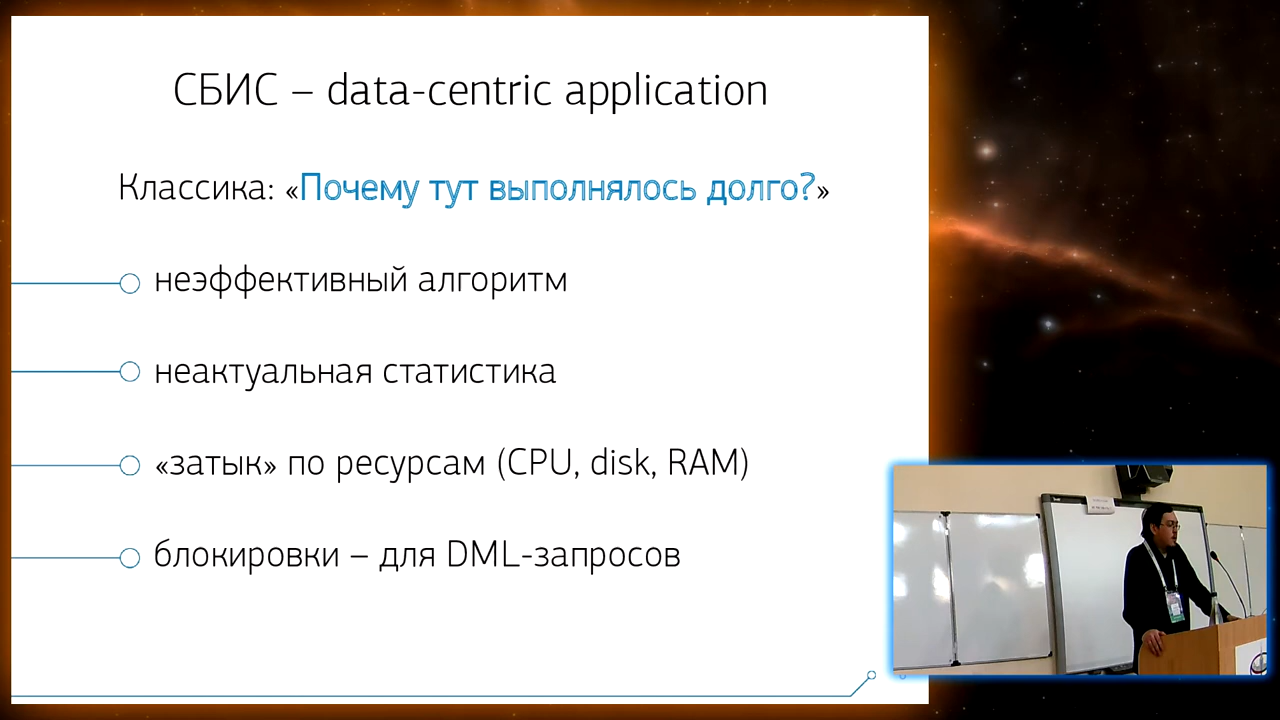 СБИС – data-centric application
Классика: «Почему тут выполнялось долго?»
неэффективный алгоритм
неактуальная статистика
«затык» по ресурсам (CPU, disk, RAM)
блокировки – для DML-запросов